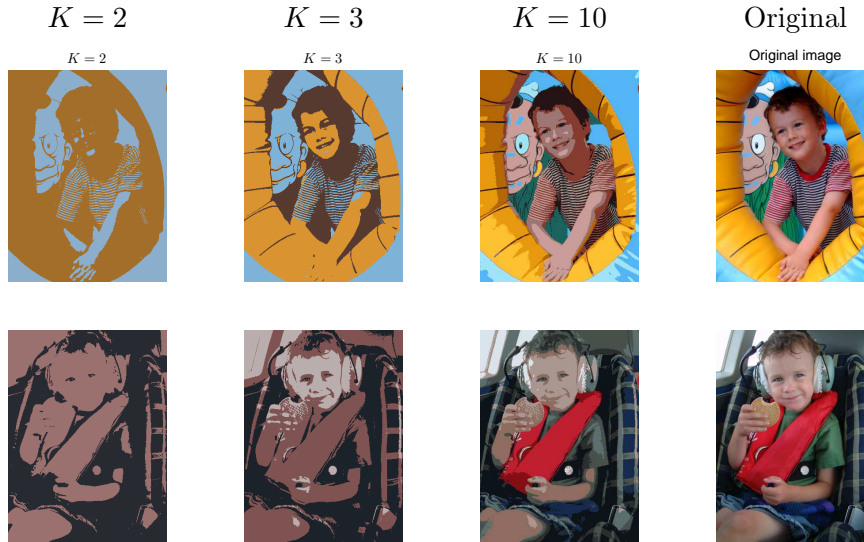 K = 2
K = 3
K = 10
Original
K = 2
K = 3
K = 10
Original image